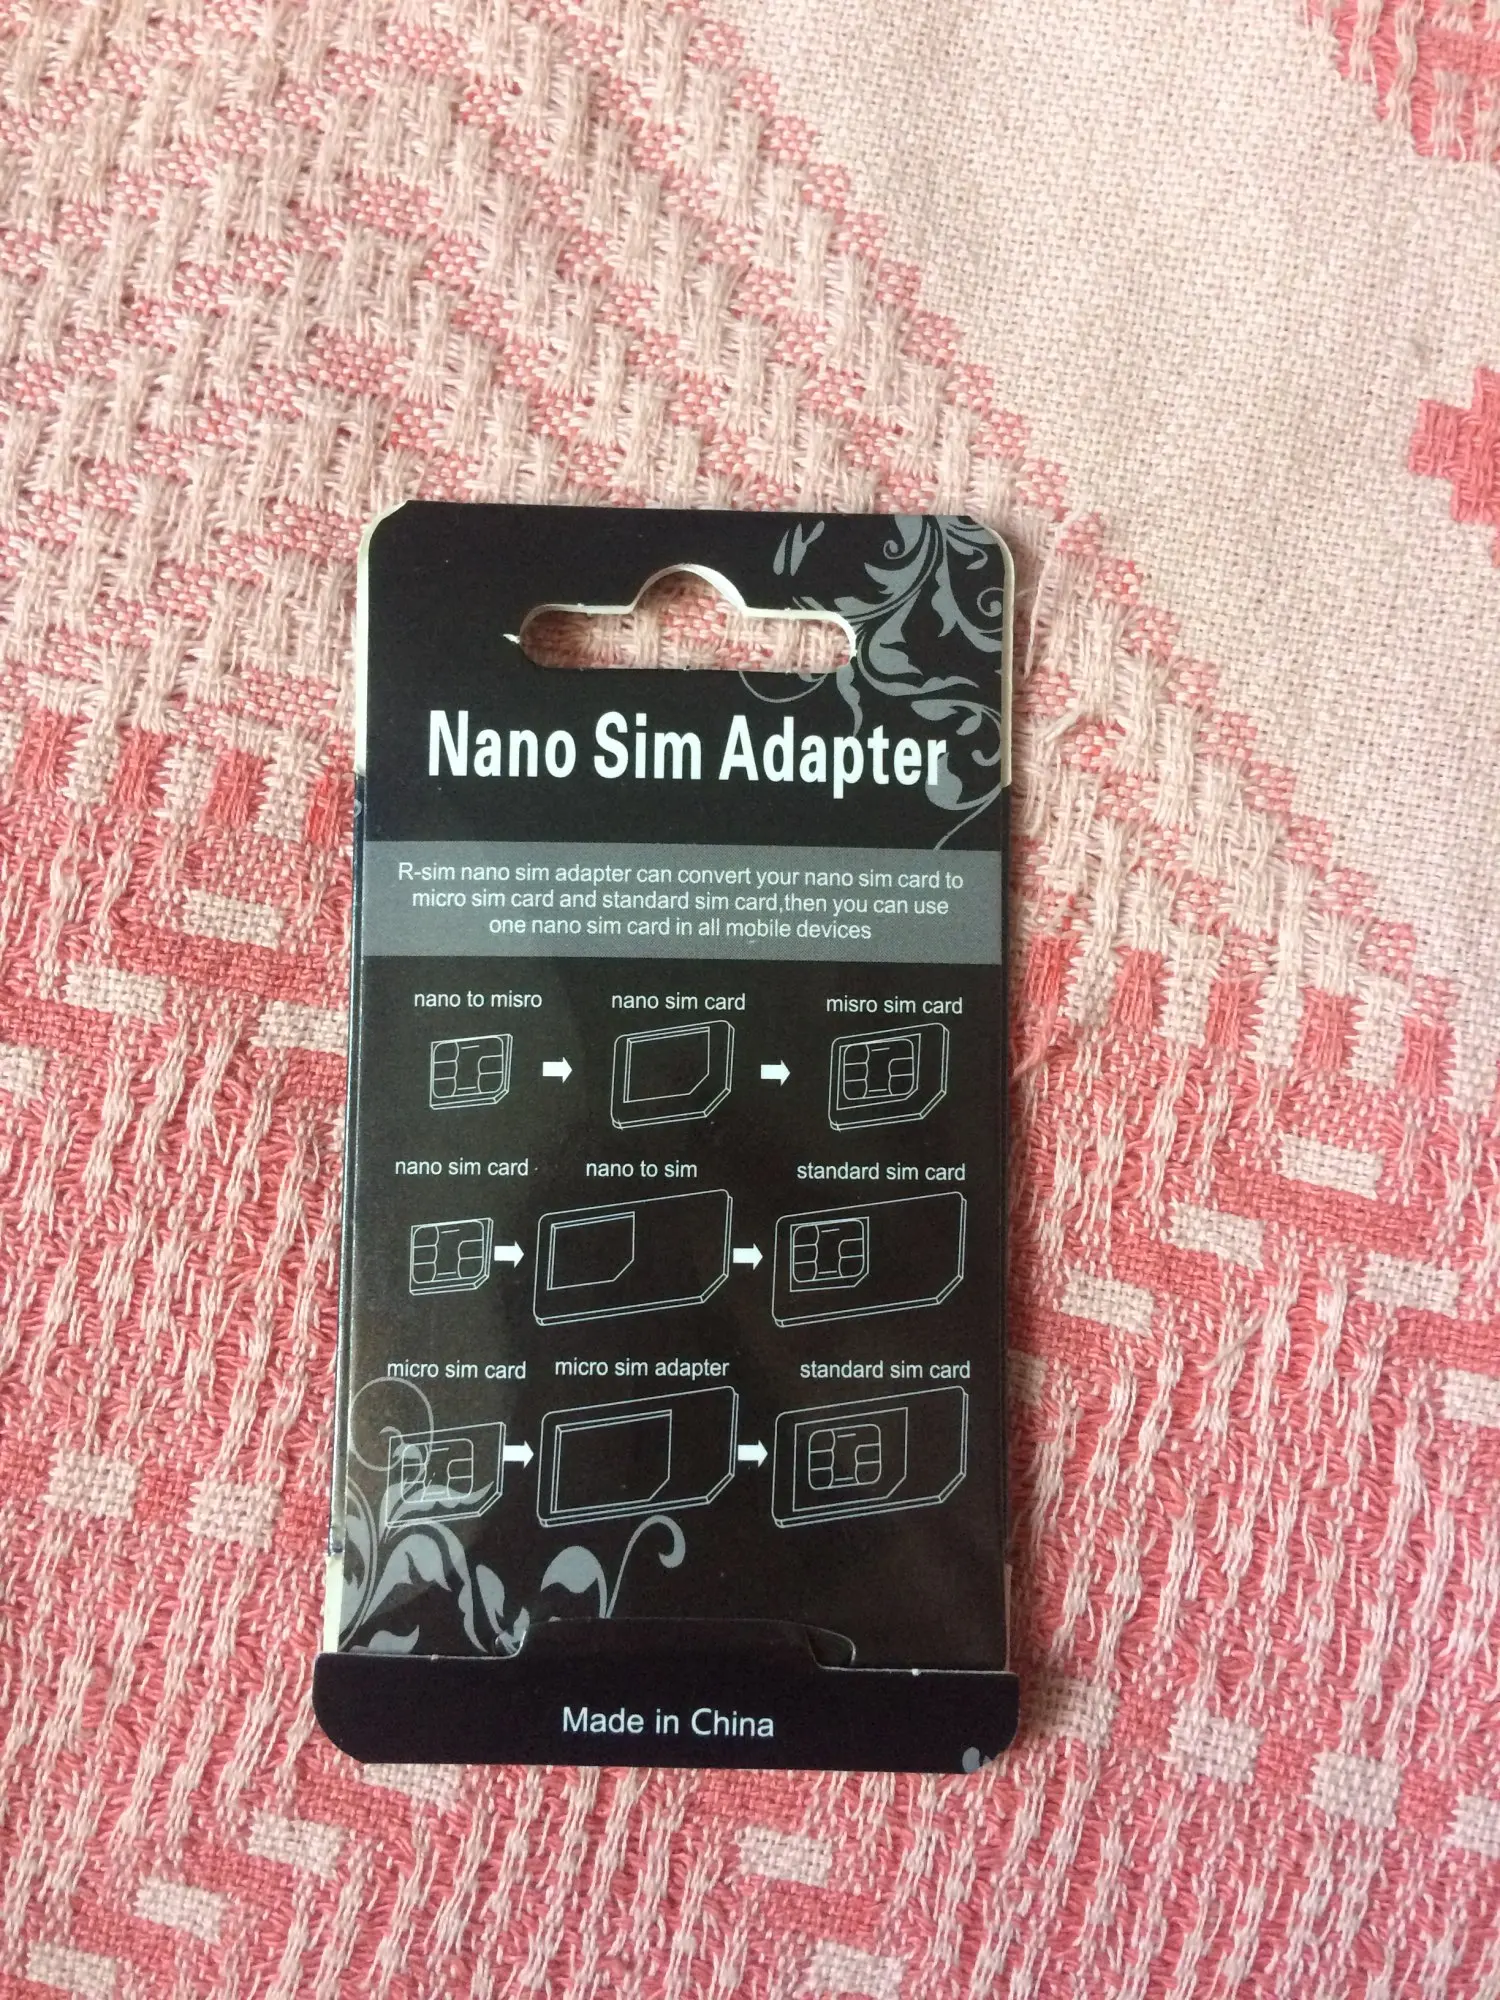 Nano Sim Adapter
R-sim nano sim adapter can convert your nano sim card to
micro sim card and standard sim card,then you can use
one nano sim card in all mobile devices
nano to misro nano sim card misro sim card
nano sim card nano to sim standard sim card
micro sim card micro sim adapter standard sim card
Made in China